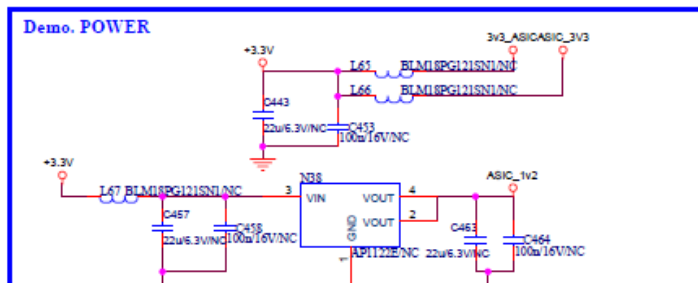 Demo. POWER
+3.3V
3v3_ASICASIC_3V3
L65 BLM18PG121SN1/NC
L66 BLM18PG121SN1/NC
C443
22u/6.3V/NC
C453
100n/16V/NC
+3.3V
L67 BLM18PG121SN1/NC
N38
3 VIN
VOUT 4
VOUT 2
GND
1
AP1122E/NC
ASIC_1v2
C457
22u/6.3V/NC
C458
100n/16V/NC
C463
22u/6.3V/NC
C464
100n/16V/NC